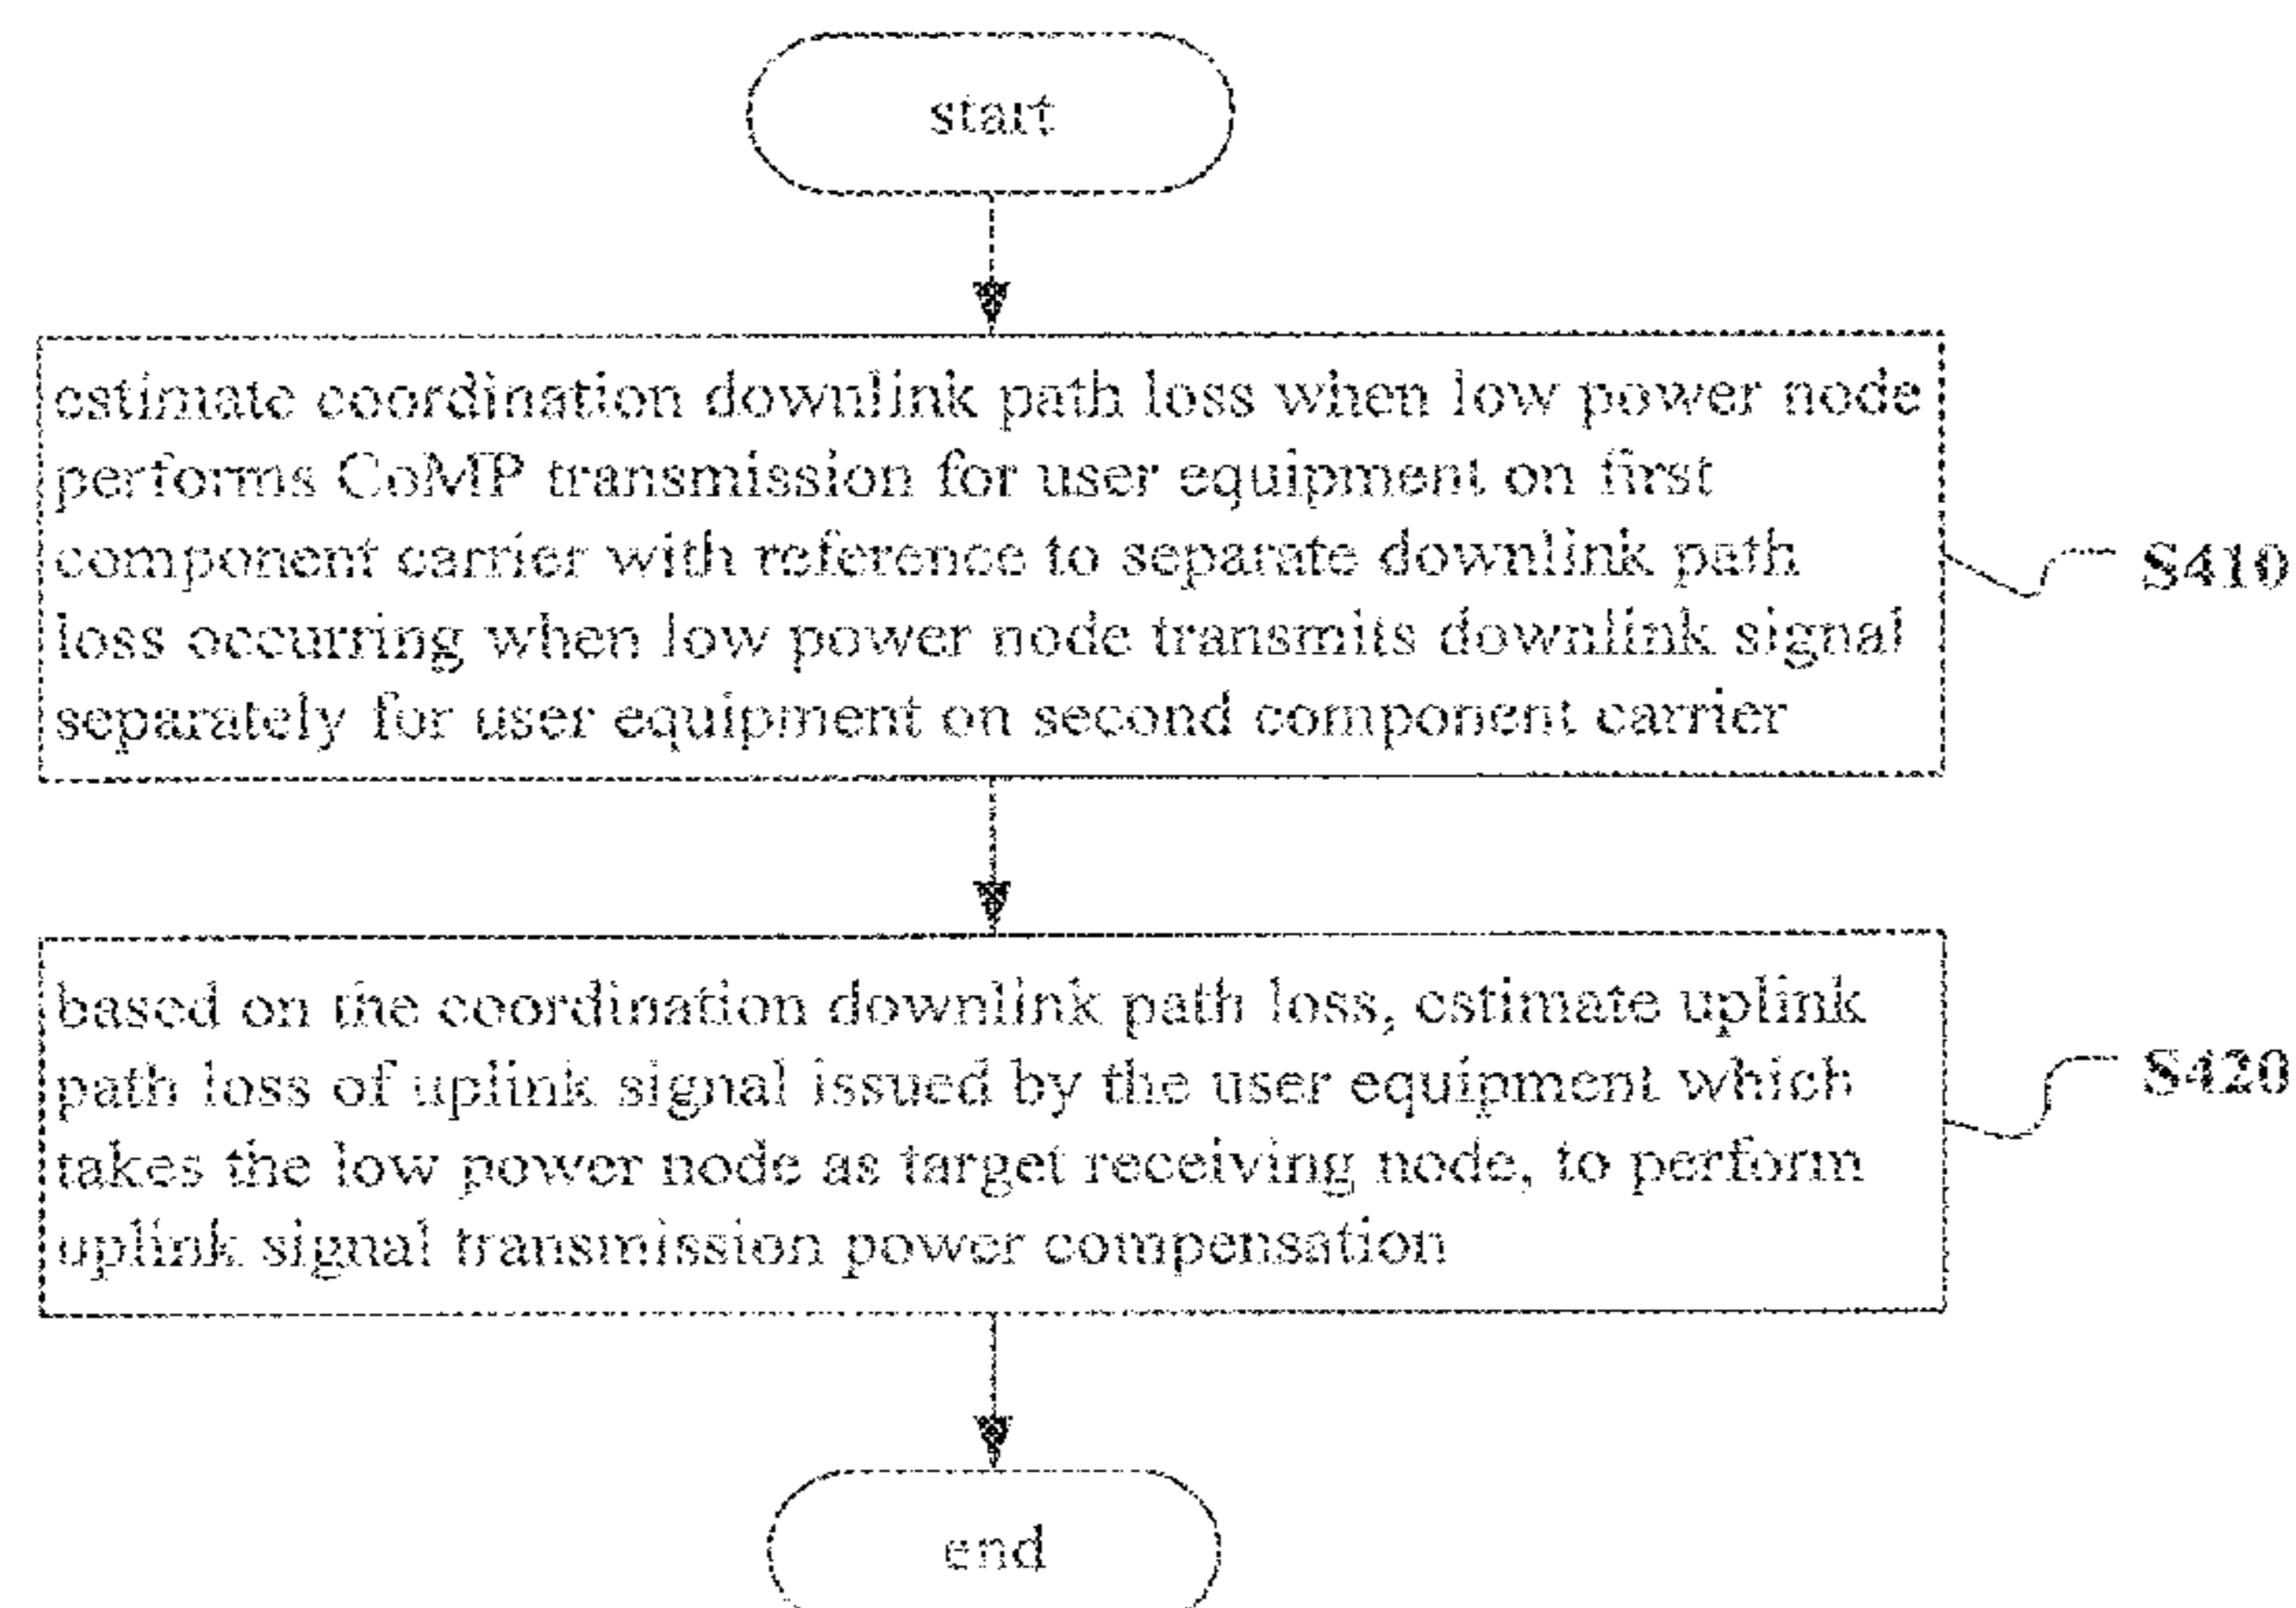 start
estimate coordination downlink path loss when low power node
performs CoMP transmission for user equipment on first
component carrier with reference to separate downlink path
loss occurring when low power node transmits downlink signal
separately for user equipment on second component carrier
S410
based on the coordination downlink path loss, estimate uplink
path loss of uplink signal issued by the user equipment which
takes the low power node as target receiving node, to perform
uplink signal transmission power compensation
S420
end